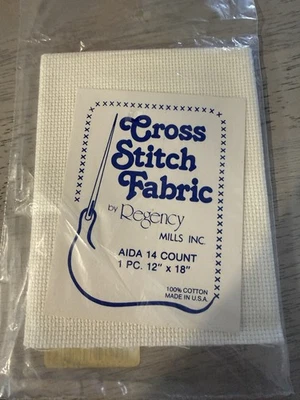 Cross
Stitch
Fabric
by Regency
MILLS INC.
AIDA 14 COUNT
1 PC. 12" x 18"
100% COTTON
MADE IN U.S.A.